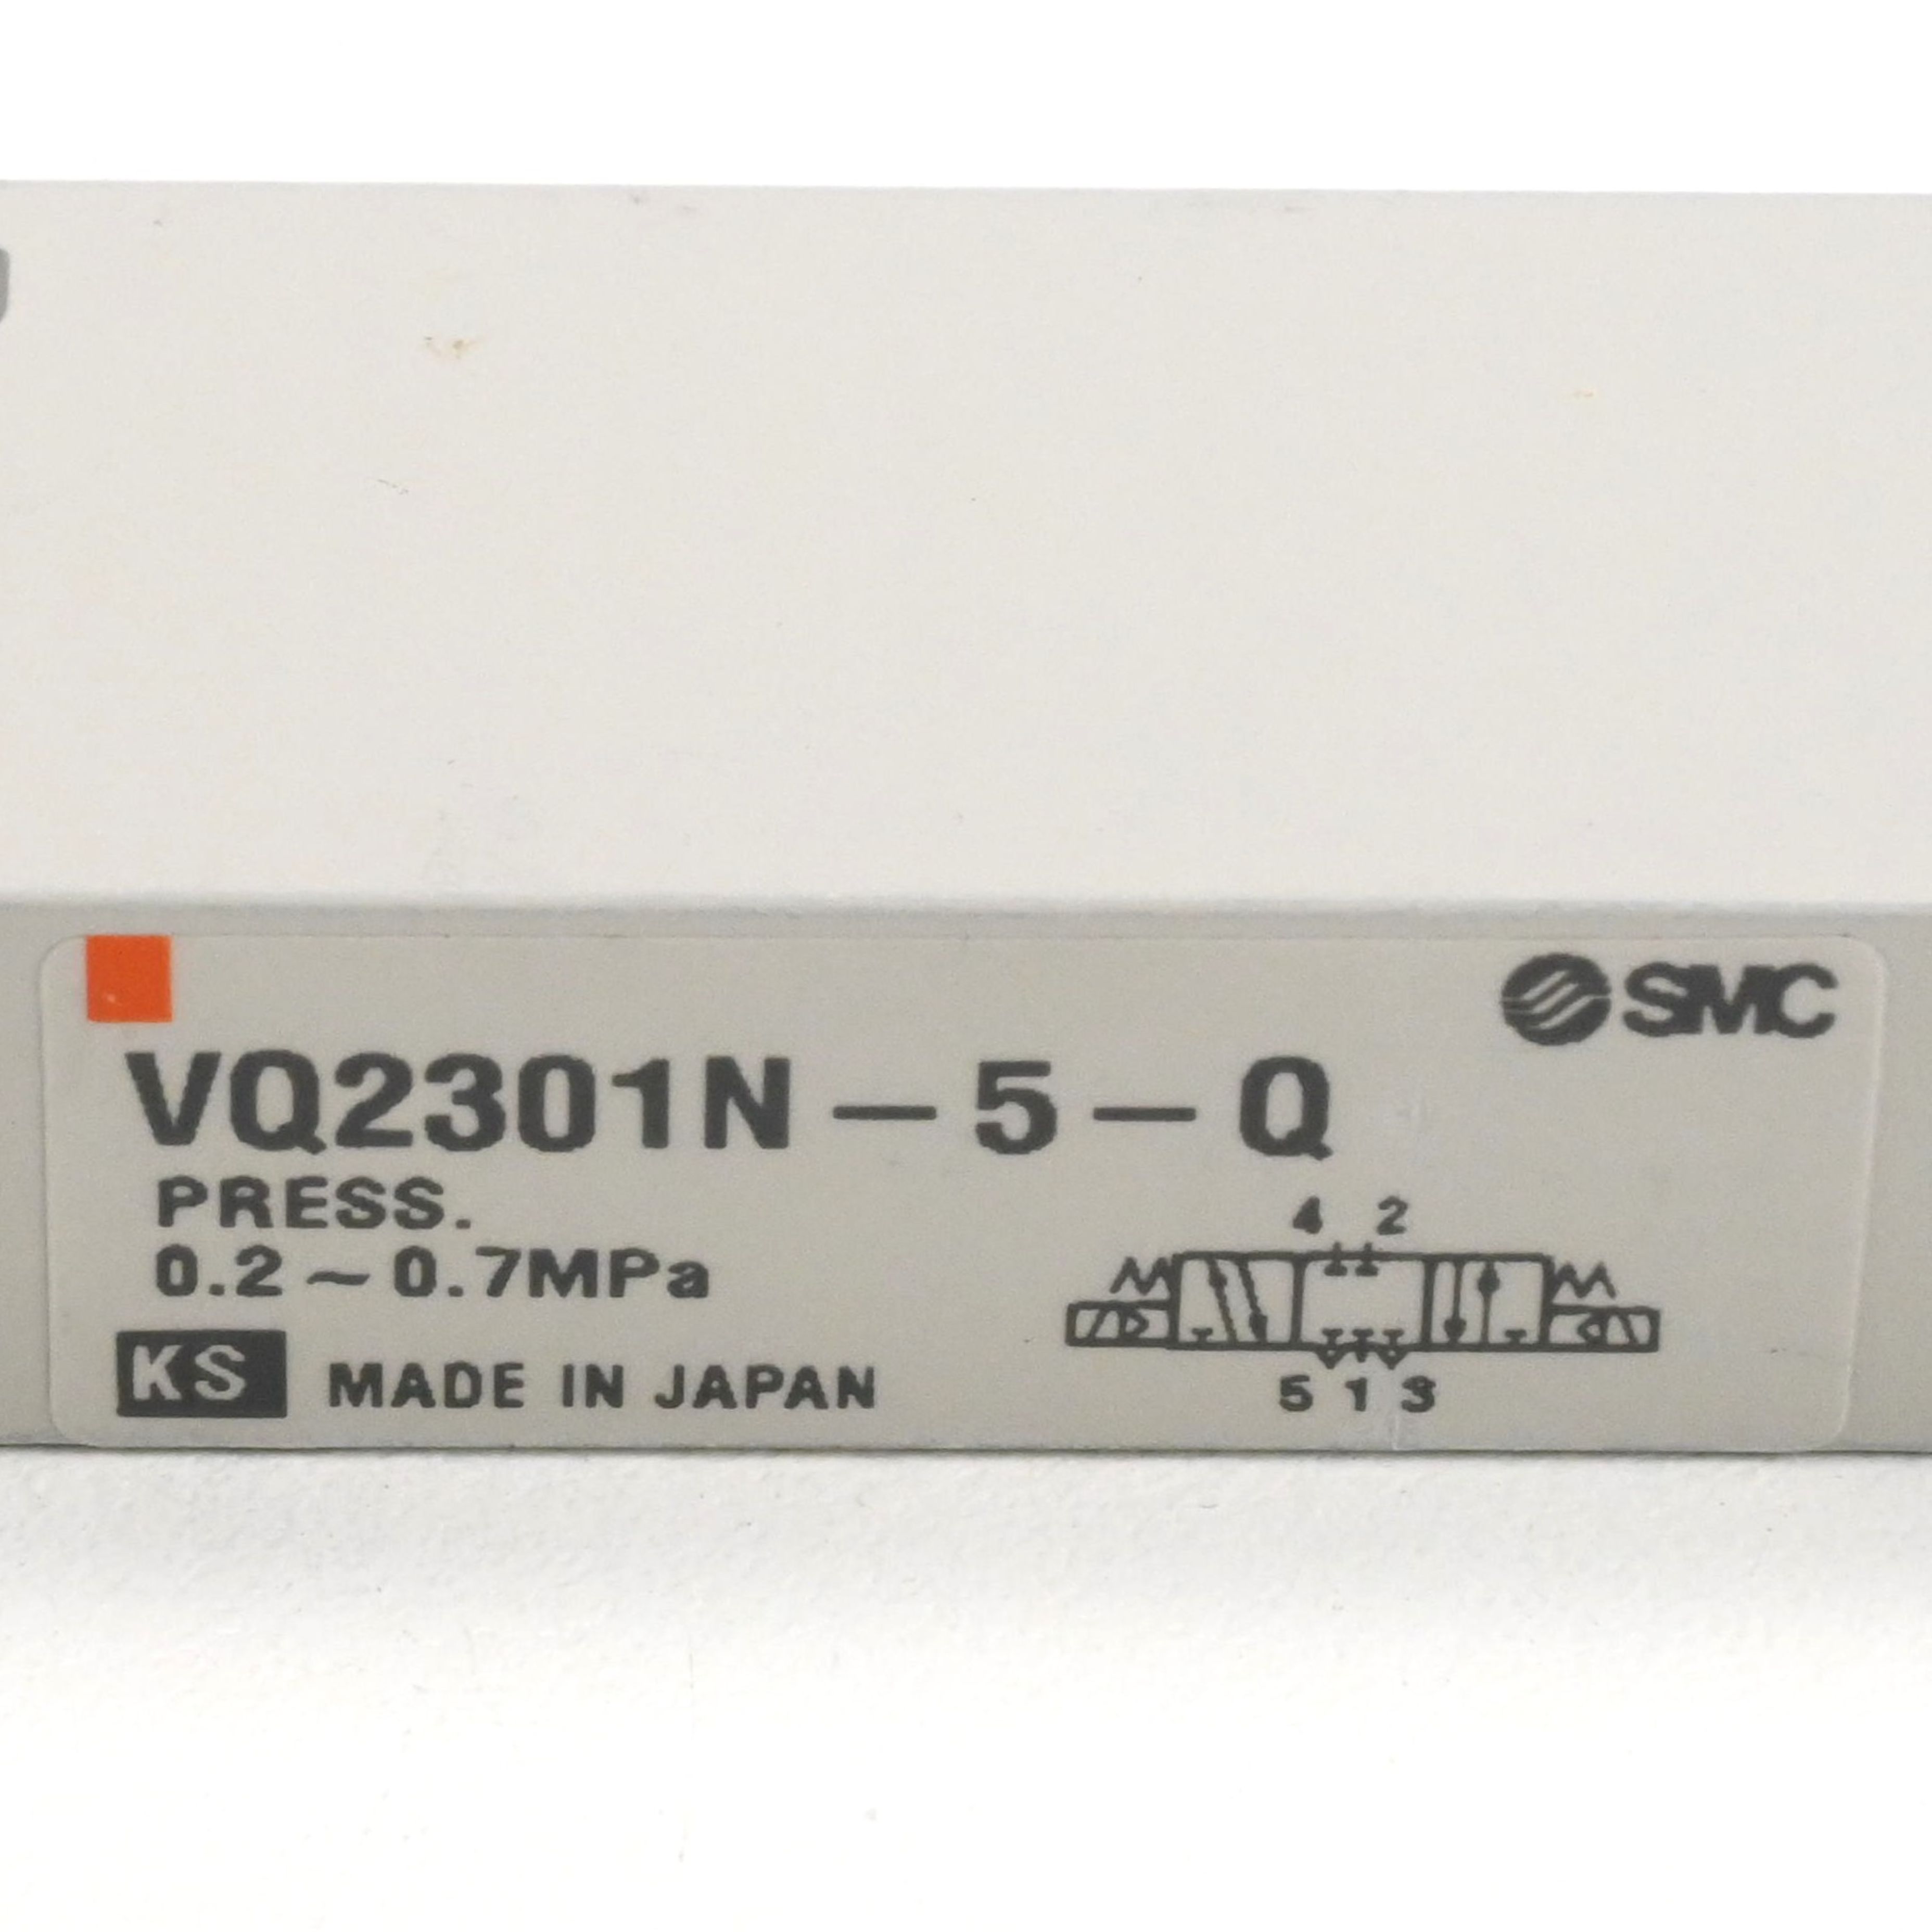 SMC
VQ2301N-5-Q
PRESS.
0.2~0.7MPa
4 2
5 1 3
KS MADE IN JAPAN